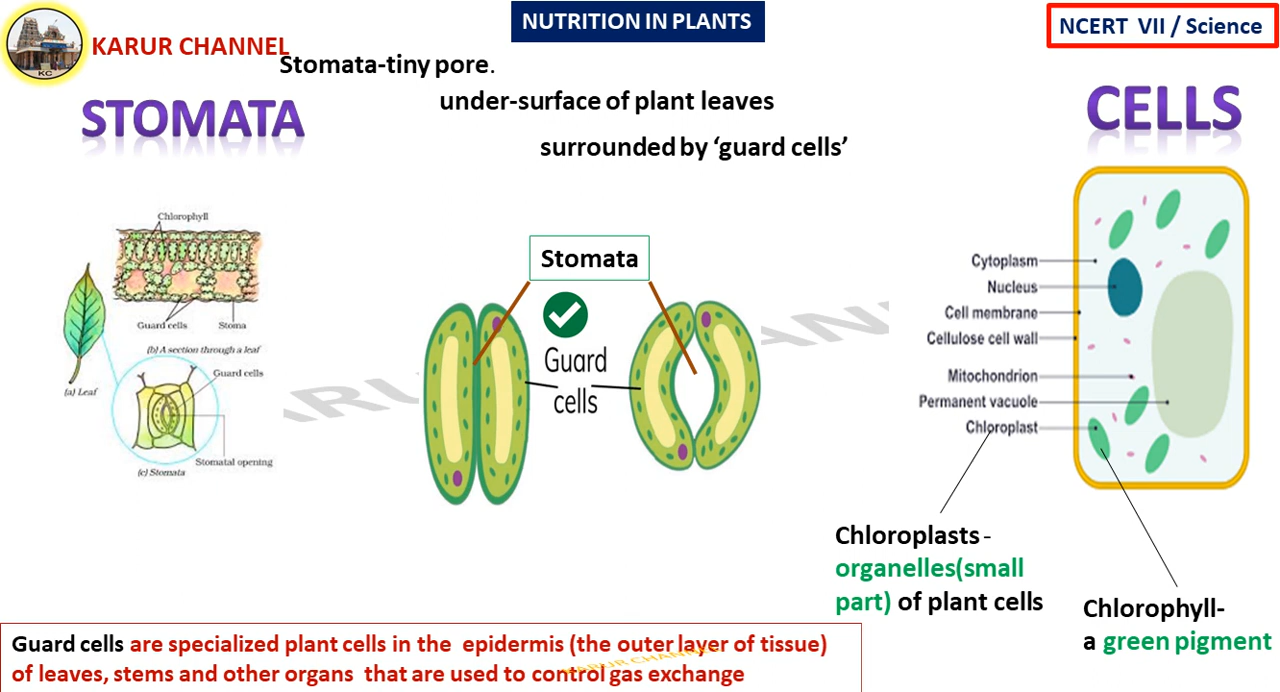 NUTRITION IN PLANTS
NCERT VII / Science
KARUR CHANNEL
KC
Stomata-tiny pore.
under-surface of plant leaves
surrounded by ‘guard cells’
STOMATA
CELLS
Chlorophyll
Guard cells
Stoma
(b) A section through a leaf
(a) Leaf
Guard cells
Stomatal opening
(c) Stomata
Stomata
Guard
cells
Cytoplasm
Nucleus
Cell membrane
Cellulose cell wall
Mitochondrion
Permanent vacuole
Chloroplast
Chloroplasts -
organelles(small
part) of plant cells
Chlorophyll-
a green pigment
Guard cells are specialized plant cells in the epidermis (the outer layer of tissue)
of leaves, stems and other organs that are used to control gas exchange
KARUR CHANNEL